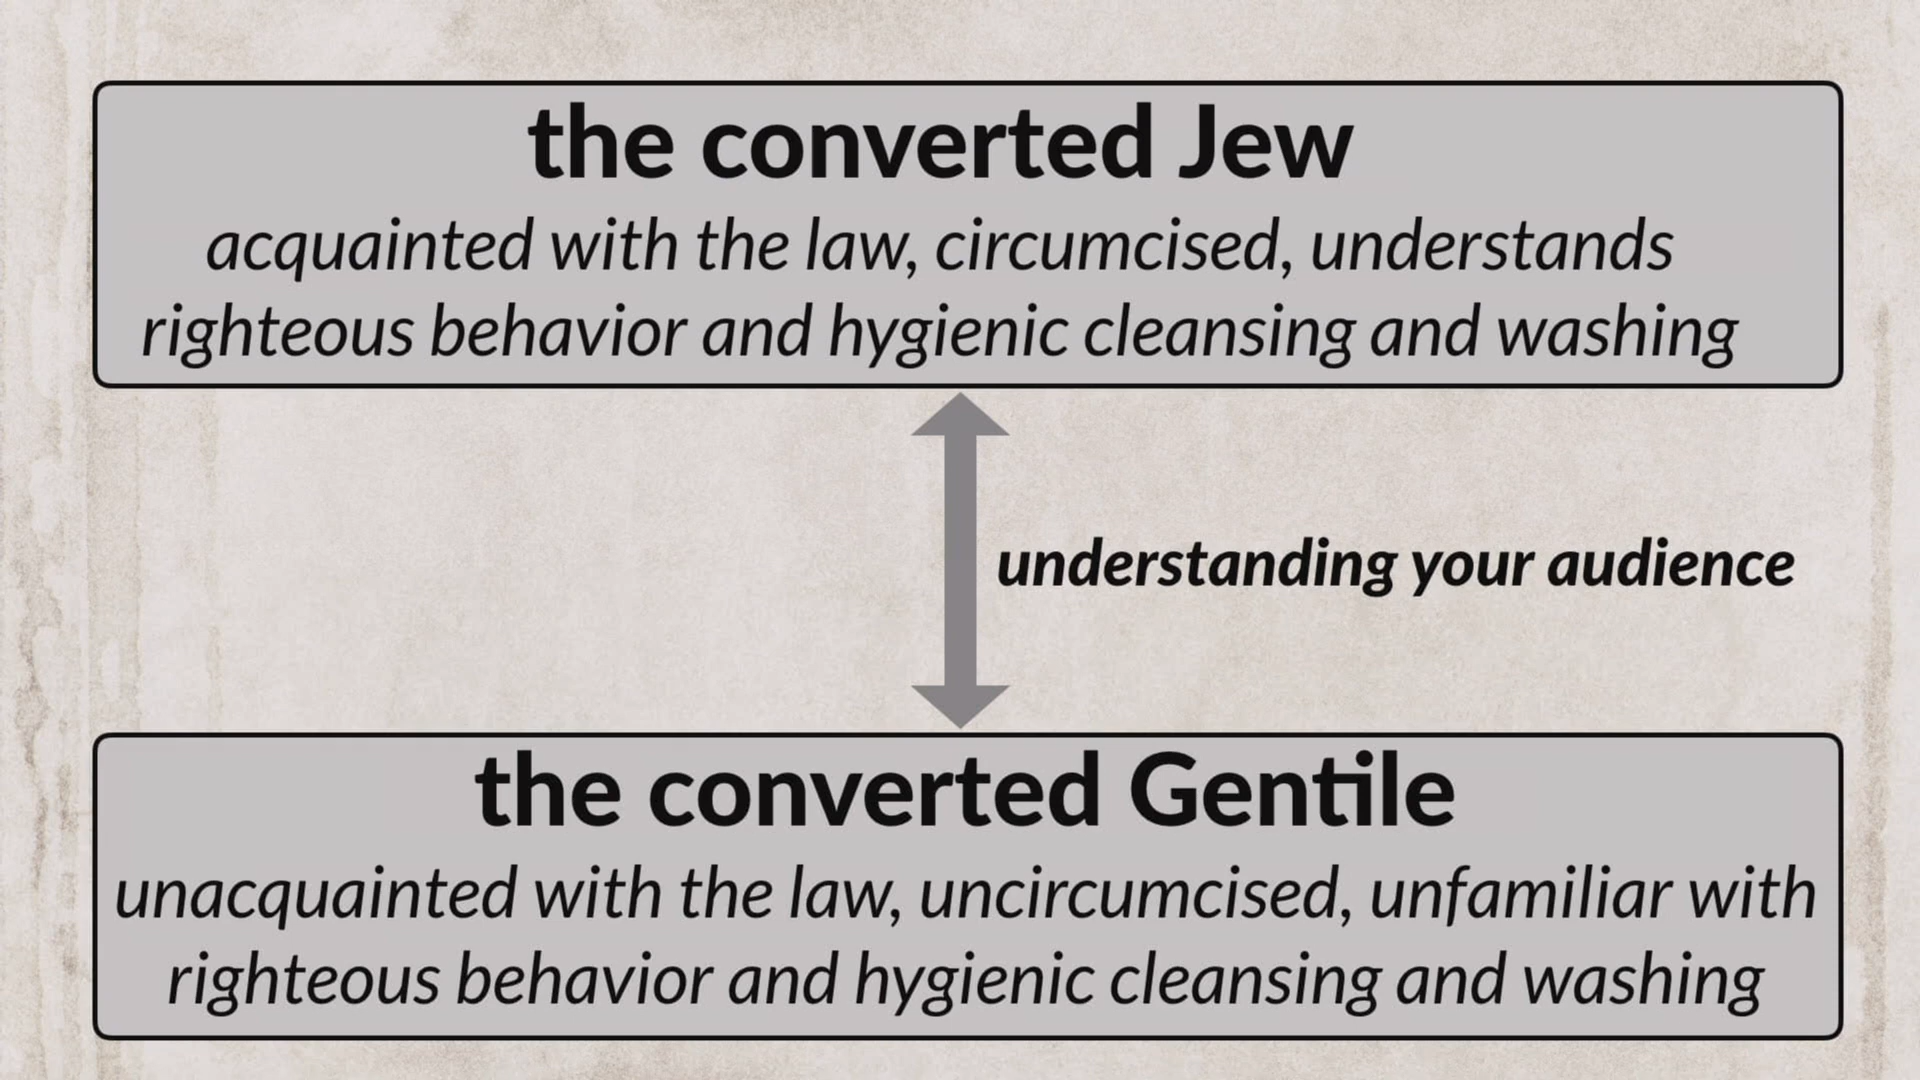 the converted Jew
acquainted with the law, circumcised, understands
righteous behavior and hygienic cleansing and washing
understanding your audience
the converted Gentile
unacquainted with the law, uncircumcised, unfamiliar with
righteous behavior and hygienic cleansing and washing